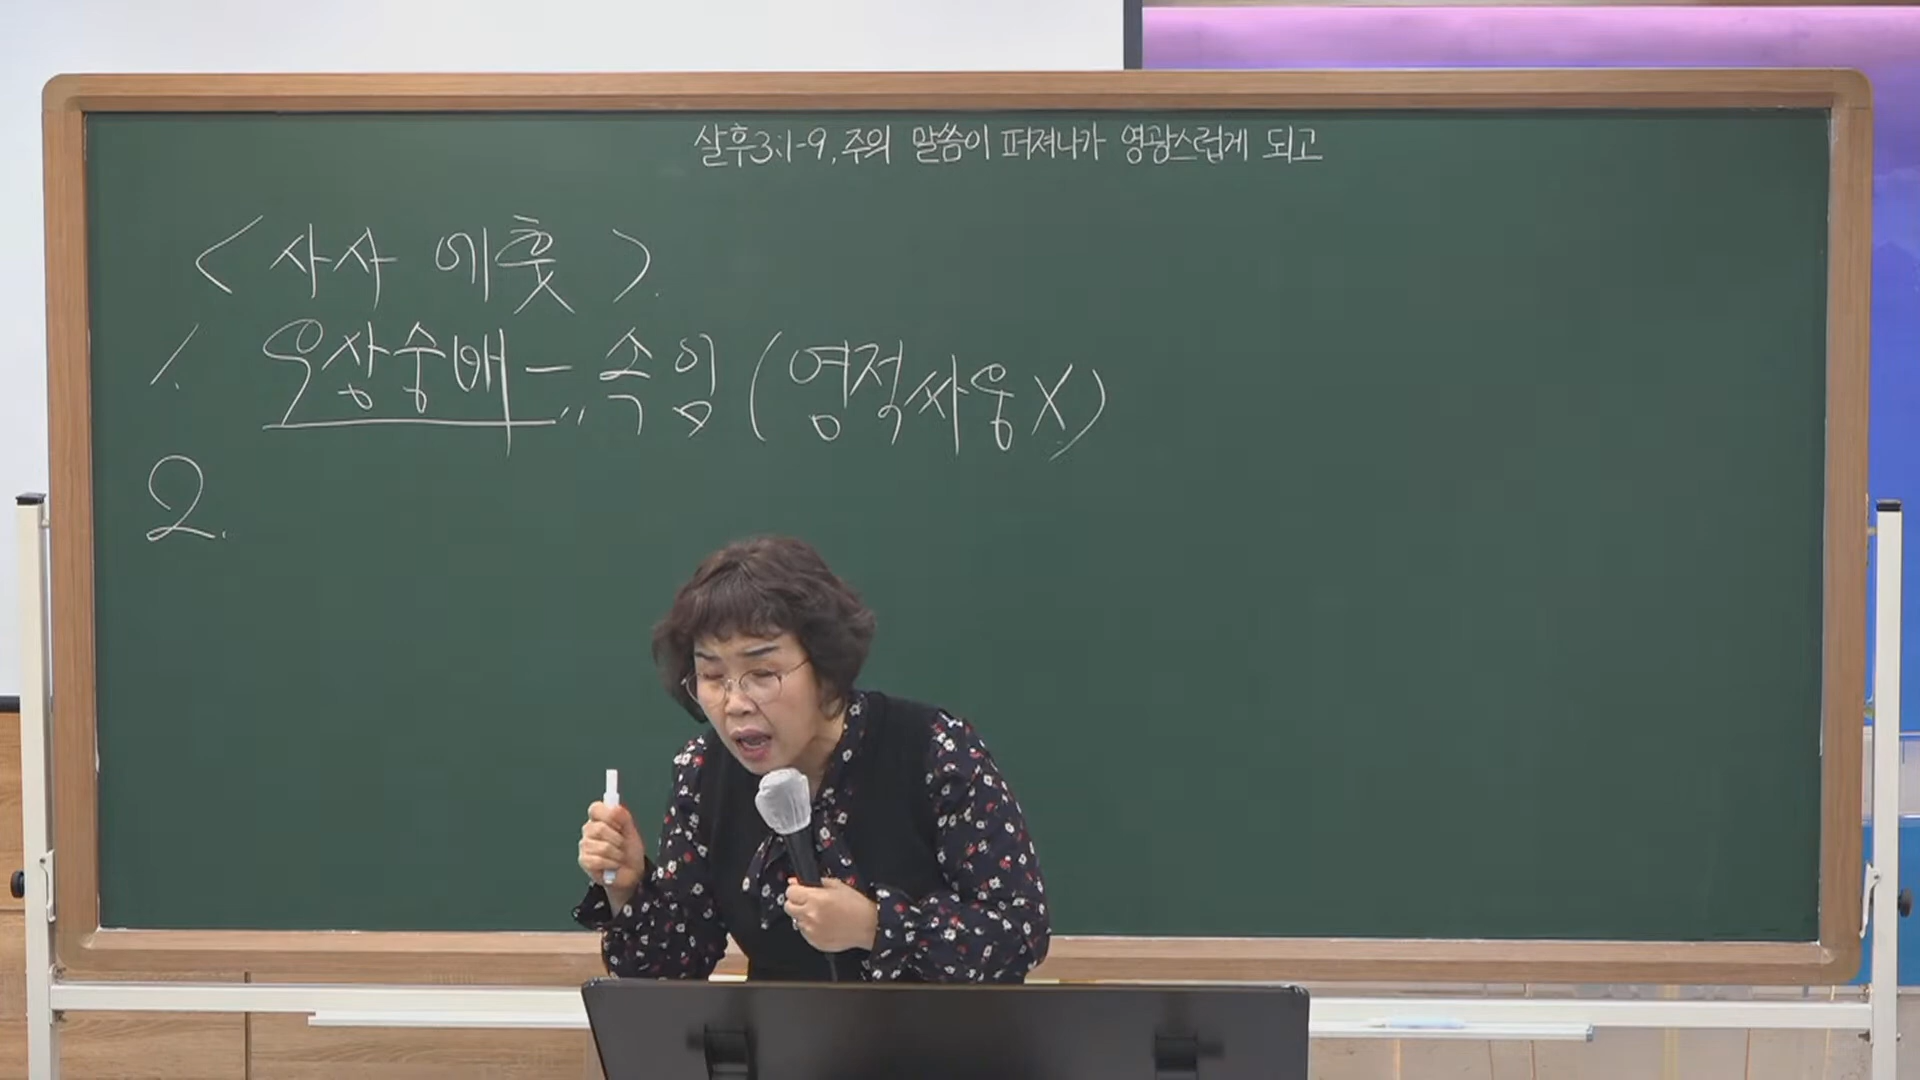 살후3:1-9, 주의 말씀이 퍼져나가 영광스럽게 되고
<사사 에훗>.
1. 우상숭배 - 속임 (영적싸움X)
2.